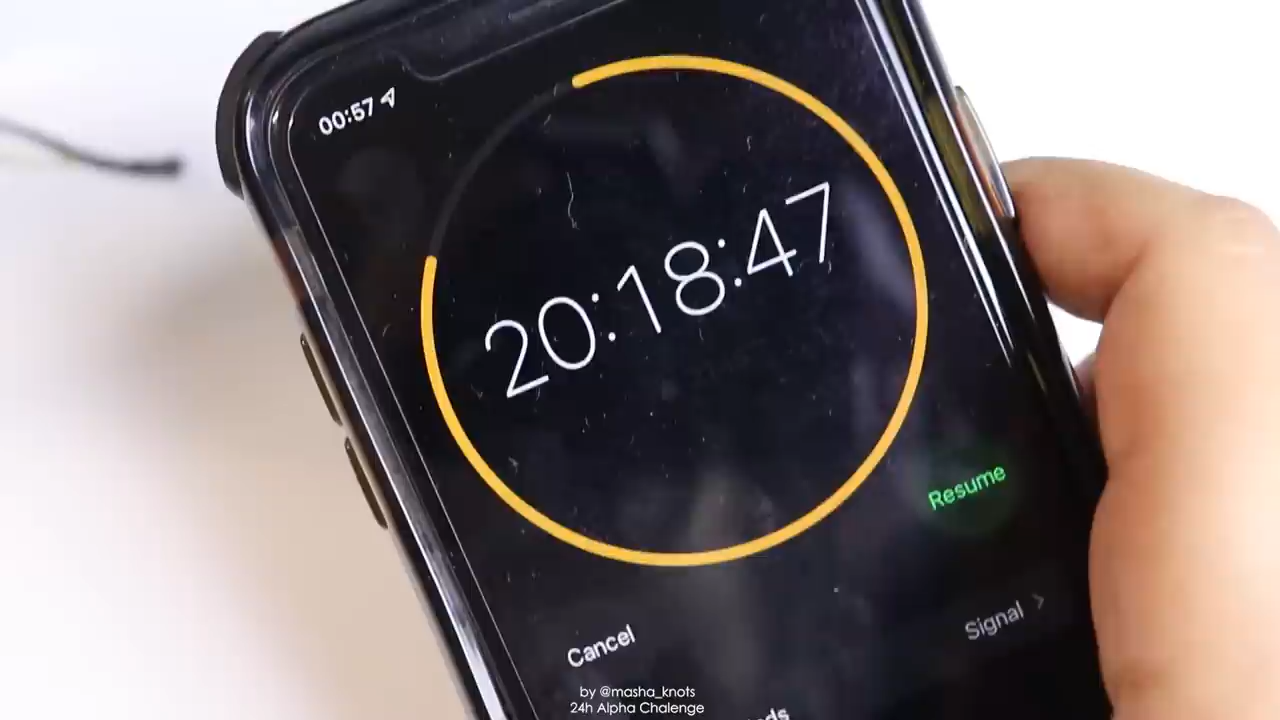 00:57
20:18:47
Resume
Cancel
Signal >
by @masha_knots
24h Alpha Chalenge